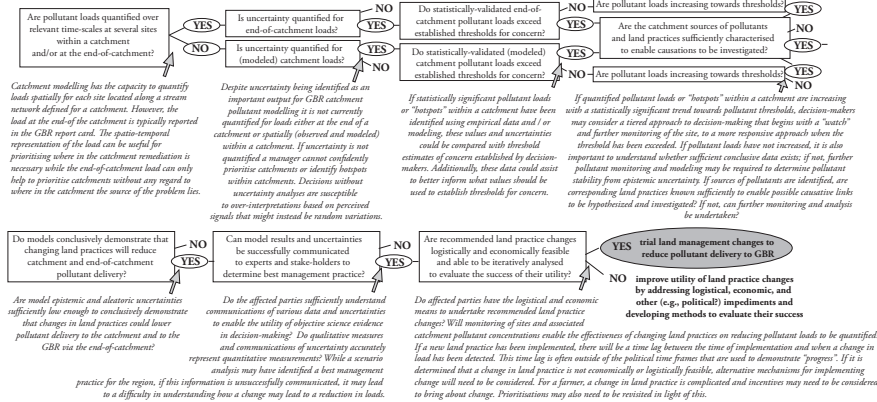 Are pollutant loads quantified over
relevant time-scales at several sites
within a catchment
and/or at the end-of-catchment?
YES
NO
Is uncertainty quantified for
end-of-catchment loads?
NO
YES
Is uncertainty quantified for
(modeled) catchment loads?
YES
NO
Do statistically-validated end-of-
catchment pollutant loads exceed
established threshold for concern?
NO
YES
Do statistically-validated (modeled)
catchment pollutant loads exceed
established threshold for concern?
YES
NO
Are pollutant loads increasing towards thresholds?
YES
Are the catchment sources of pollutants
and land practices sufficiently characterised
to enable causations to be investigated?
NO
YES
Are pollutant loads increasing towards thresholds?
YES
NO
Catchment modelling has the capacity to quantify
loads spatially for each site located along a stream
network defined for a catchment. However, the
load at the end of the catchment is typically reported
in the GBR report card. The spatio-temporal
representation of the load can be useful for
prioritising where in the catchment remediation is
necessary while the end-of-catchment load can only
help to prioritise catchments without any regard to
where in the catchment the source of the problem lies.
Despite uncertainty being identified as an
important output for GBR catchment
pollutant modelling it is not currently
quantified for loads either at the end of a
catchment or spatially (observed and modeled)
within a catchment. If uncertainty is not
quantified a manager cannot confidently
prioritise catchments or identify hotspots
within catchments. Decisions without
uncertainty analyses are susceptible
to over-interpretations based on perceived
signals that might instead be random variations.
If statistically significant pollutant loads
or “hotspots” within a catchment have been
identified using empirical data and / or
modeling, these values and uncertainties
could be compared with threshold
estimates of concern established by decision-
makers. Additionally, these data could assist
to better inform what values should be
used to establish thresholds for concern.
If quantified pollutant loads or “hotspots” within a catchment are increasing
with a statistically significant trend towards pollutant thresholds, decision-makers
may consider a tiered approach to decision-making that begins with a “watch”
and further monitoring of the site, to a more responsive approach when the
threshold has been exceeded. If pollutant loads have not increased, it is also
important to understand whether sufficient conclusive data exists; if not, further
pollutant monitoring and modeling may be required to determine pollutant
stability from epistemic uncertainty. If sources of pollutants are identified, are
corresponding land practices known sufficiently to enable possible causative links
to be hypothesized and investigated? If not, can further monitoring and analysis
be undertaken?
Do models conclusively demonstrate that
changing land practices will reduce
catchment and end-of-catchment
pollutant delivery?
NO
YES
Can model results and uncertainties
be successfully communicated
to experts and stake-holders to
determine best management practice?
NO
YES
Are recommended land practice changes
logistically and economically feasible
and able to be iteratively analysed
to evaluate the success of their utility?
YES trial land management changes to
reduce pollutant delivery to GBR
NO improve utility of land practice changes
by addressing logistical, economic, and
other (e.g., political?) impediments and
developing methods to evaluate their success
Are model epistemic and aleatoric uncertainties
sufficiently low enough to conclusively demonstrate
that changes in land practices could lower
pollutant delivery to the catchment and to the
GBR via the end-of-catchment?
Do the affected parties sufficiently understand
communications of various data and uncertainties
to enable the utility of objective science evidence
in decision-making? Do qualitative measures
and communications of uncertainty accurately
represent quantitative measurements? While a scenario
analysis may have identified a best management
practice for the region, if this information is unsuccessfully communicated, it may lead
to a difficulty in understanding how a change may lead to a reduction in loads.
Do affected parties have the logistical and economic
means to undertake recommended land practice
changes? Will monitoring of sites and associated
catchment pollutant concentrations enable the effectiveness of changing land practices on reducing pollutant loads to be quantified?
If a new land practice has been implemented, there will be a time lag between the time of implementation and when a change in
load has been detected. This time lag is often outside of the political time frames that are used to demonstrate “progress”. If it is
determined that a change in land practice is not economically or logistically feasible, alternative mechanisms for implementing
change will need to be considered. For a farmer, a change in land practice is complicated and incentives may need to be considered
to bring about change. Prioritisations may also need to be revisited in light of this.